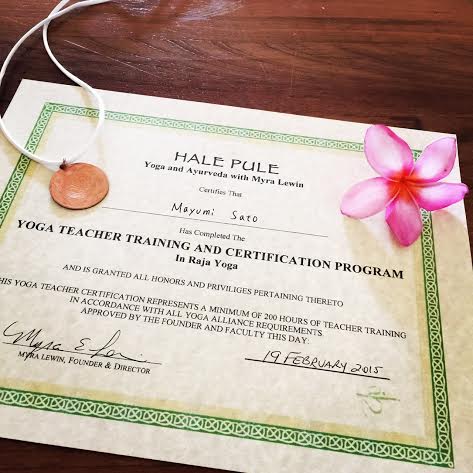 HALE PULE
Yoga and Ayurveda with Myra Lewin
Certifies That
Mayumi Sato
Has Completed The
YOGA TEACHER TRAINING AND CERTIFICATION PROGRAM
In Raja Yoga
AND IS GRANTED ALL HONORS AND PRIVILIGES PERTAINING THERETO
HIS YOGA TEACHER CERTIFICATION REPRESENTS A MINIMUM OF 200 HOURS OF TEACHER TRAINING
IN ACCORDANCE WITH ALL YOGA ALLIANCE REQUIREMENTS.
APPROVED BY THE FOUNDER AND FACULTY THIS DAY:
Myra E. Lewin
19 FEBRUARY 2015
MYRA LEWIN, FOUNDER & DIRECTOR